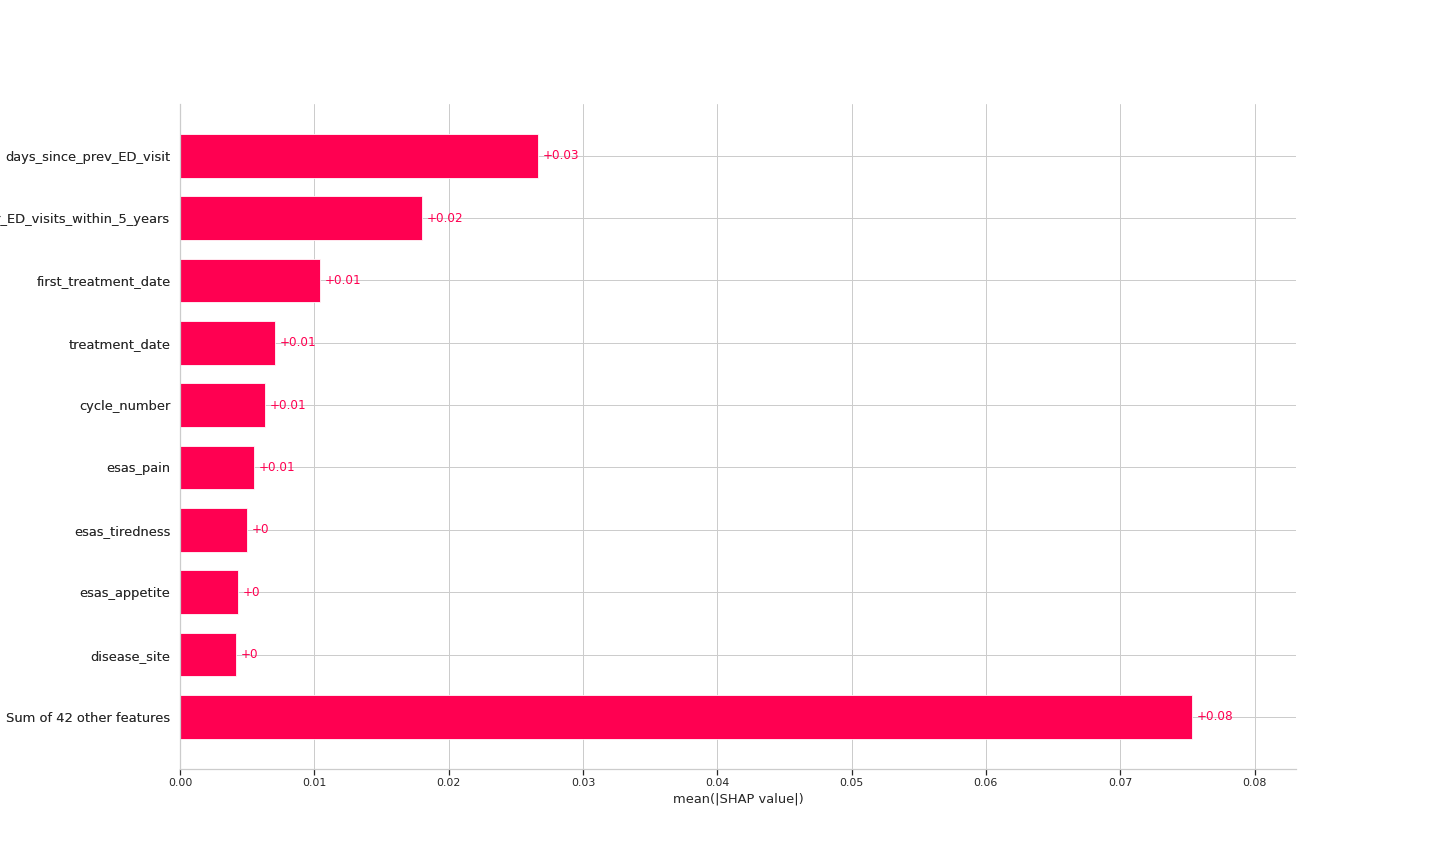 days_since_prev_ED_visit +0.03
_ED_visits_within_5_years +0.02
first_treatment_date +0.01
treatment_date +0.01
cycle_number +0.01
esas_pain +0.01
esas_tiredness +0
esas_appetite +0
disease_site +0
Sum of 42 other features +0.08
0.00 0.01 0.02 0.03 0.04 0.05 0.06 0.07 0.08
mean(|SHAP value|)